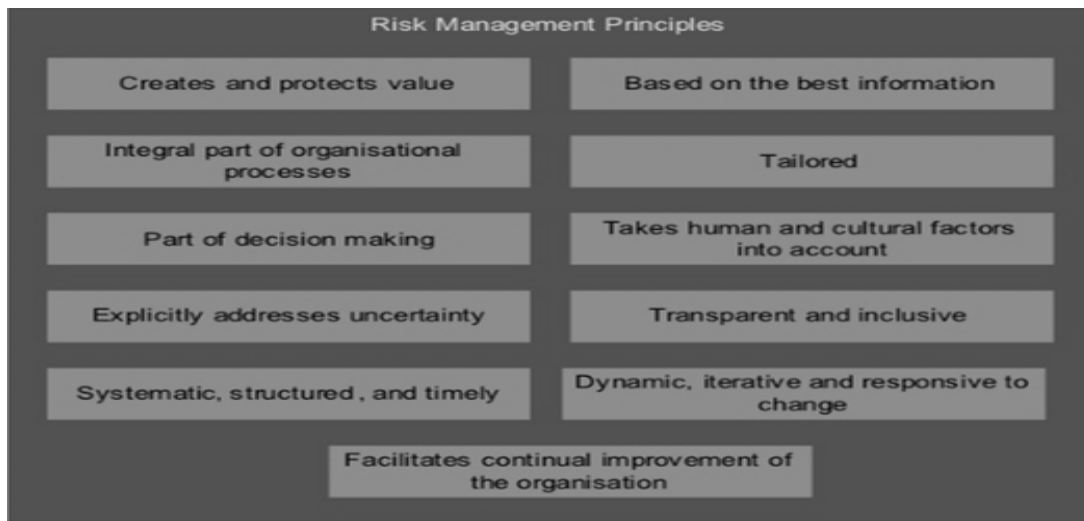 Risk Management Principles
Creates and protects value
Based on the best information
Integral part of organisational
processes
Tailored
Part of decision making
Takes human and cultural factors
into account
Explicitly addresses uncertainty
Transparent and inclusive
Systematic, structured, and timely
Dynamic, iterative and responsive to
change
Facilitates continual improvement of
the organisation